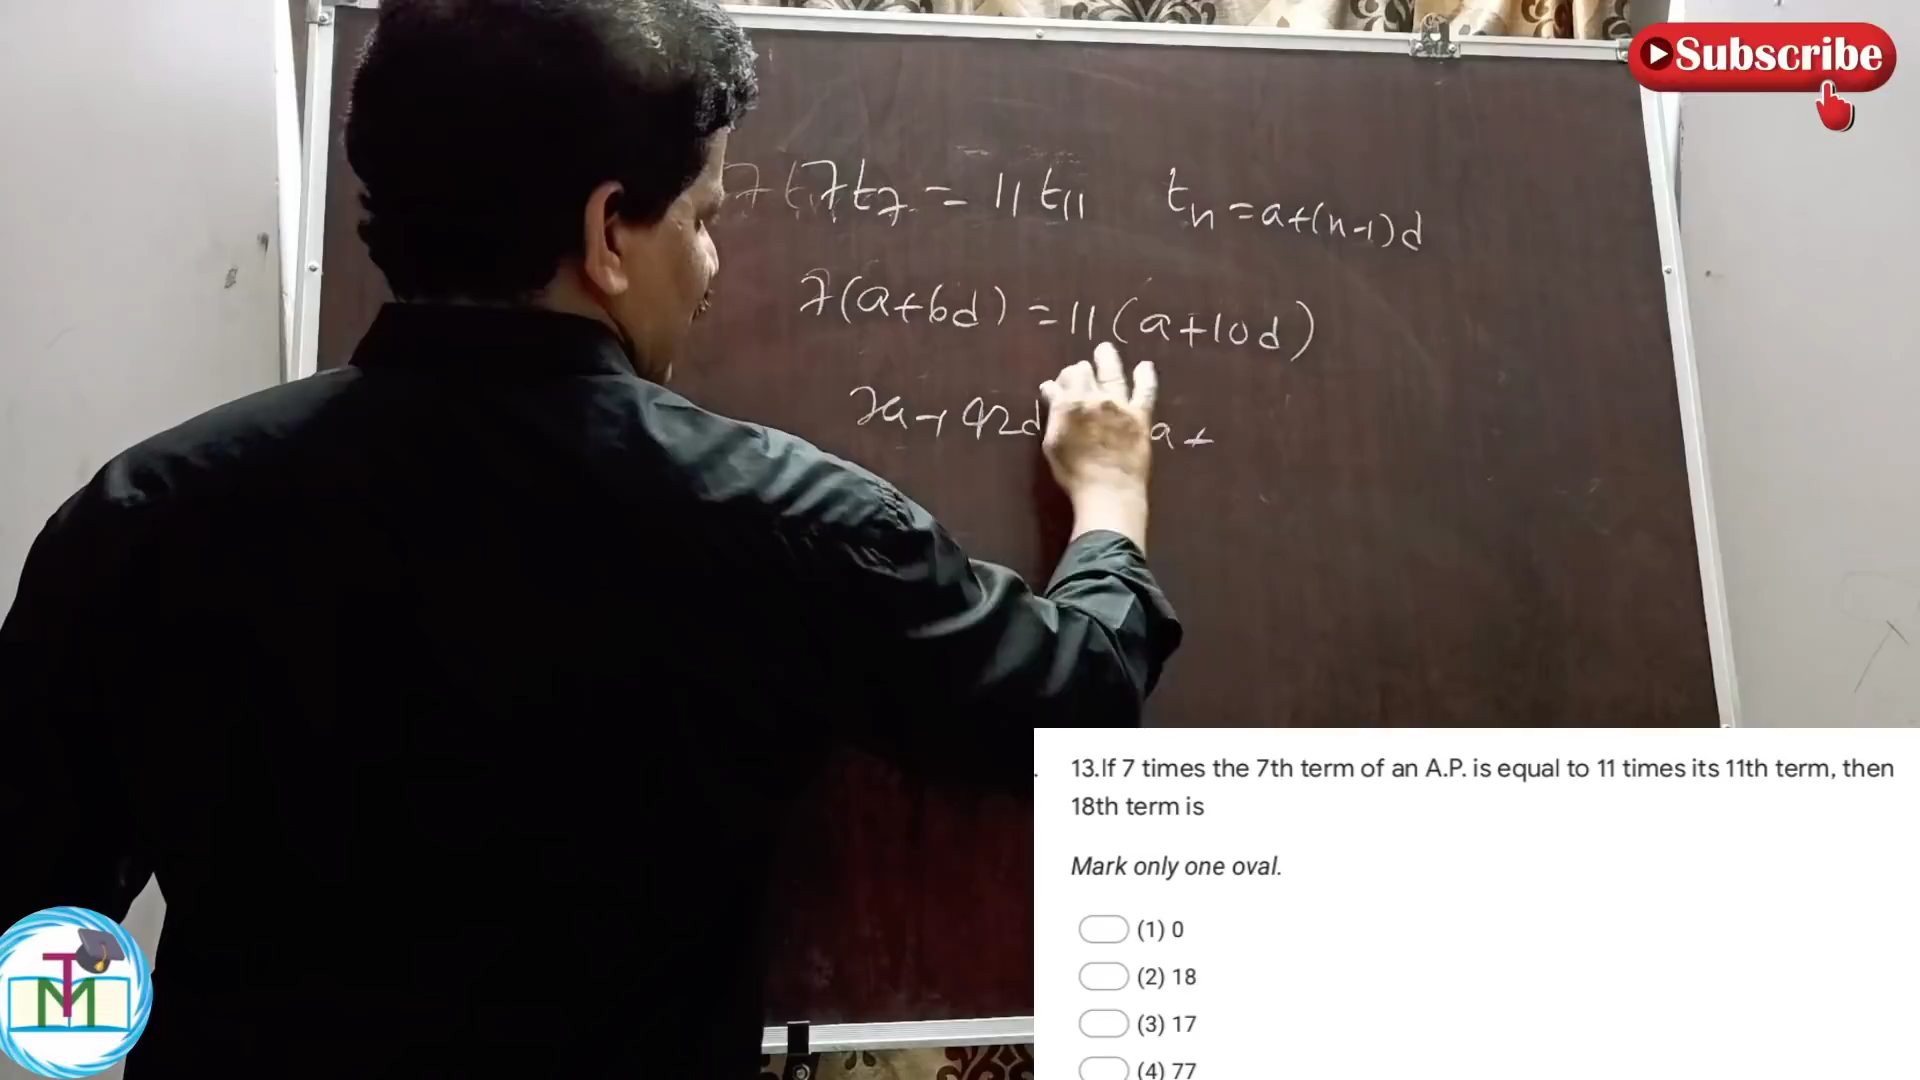 Subscribe
7t7 = 11t11
tn = a+(n-1)d
7(a+6d) = 11(a+10d)
7a+42d a+
13.If 7 times the 7th term of an A.P. is equal to 11 times its 11th term, then
18th term is
Mark only one oval.
(1) 0
(2) 18
(3) 17
(4) 77
TM